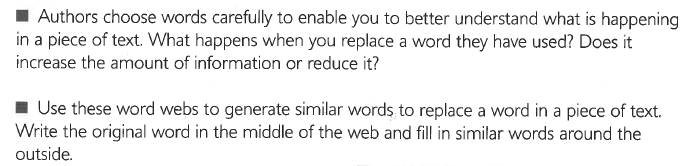 ■ Authors choose words carefully to enable you to better understand what is happening
in a piece of text. What happens when you replace a word they have used? Does it
increase the amount of information or reduce it?
■ Use these word webs to generate similar words to replace a word in a piece of text.
Write the original word in the middle of the web and fill in similar words around the
outside.